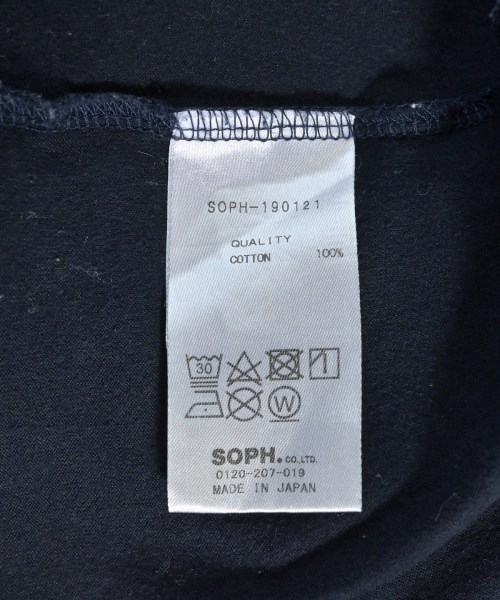 SOPH-190121
QUALITY
COTTON 100%
30
W
SOPH. CO.,LTD.
0120-207-019
MADE IN JAPAN